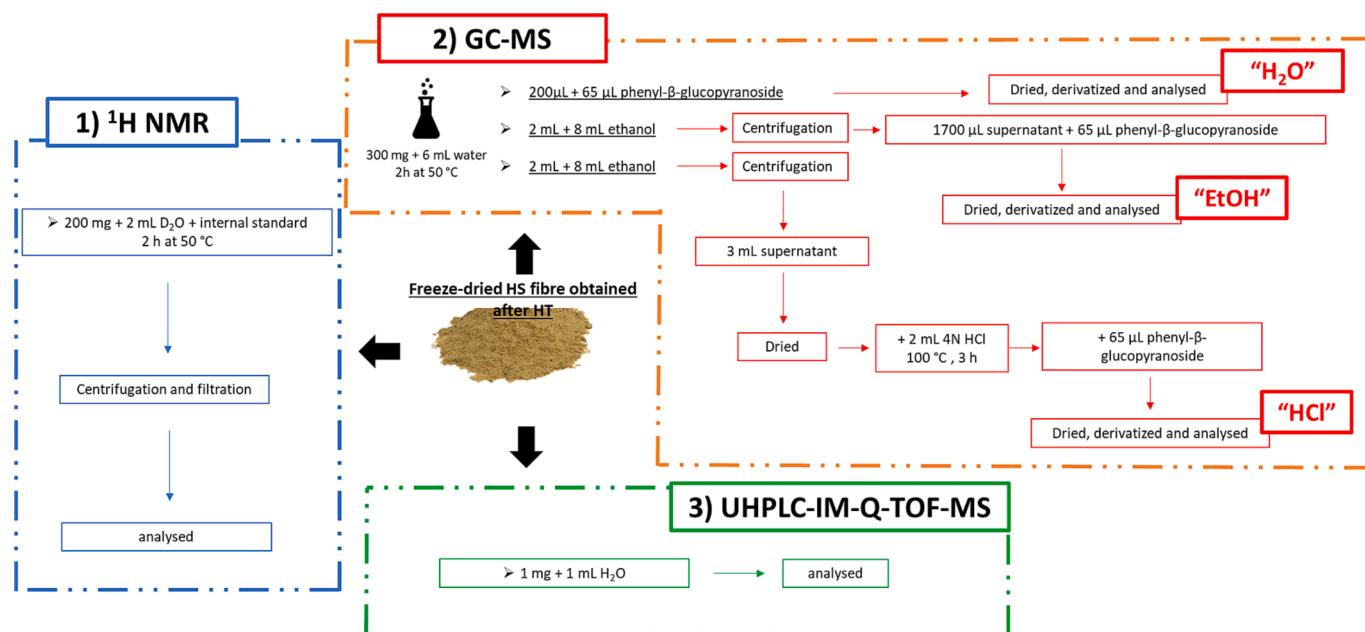 2) GC-MS
"H₂O"
➢ 200µL + 65 µL phenyl-β-glucopyranoside
Dried, derivatized and analysed
1) ¹H NMR
➢ 2 mL + 8 mL ethanol
Centrifugation
1700 µL supernatant + 65 µL phenyl-β-glucopyranoside
300 mg + 6 mL water
2h at 50 °C
➢ 2 mL + 8 mL ethanol
Centrifugation
"EtOH"
Dried, derivatized and analysed
➢ 200 mg + 2 mL D₂O + internal standard
2 h at 50 °C
3 mL supernatant
Freeze-dried HS fibre obtained
after HT
Dried
+ 2 mL 4N HCl
100 °C , 3 h
+ 65 µL phenyl-β-
glucopyranoside
Centrifugation and filtration
"HCl"
Dried, derivatized and analysed
3) UHPLC-IM-Q-TOF-MS
analysed
➢ 1 mg + 1 mL H₂O
analysed